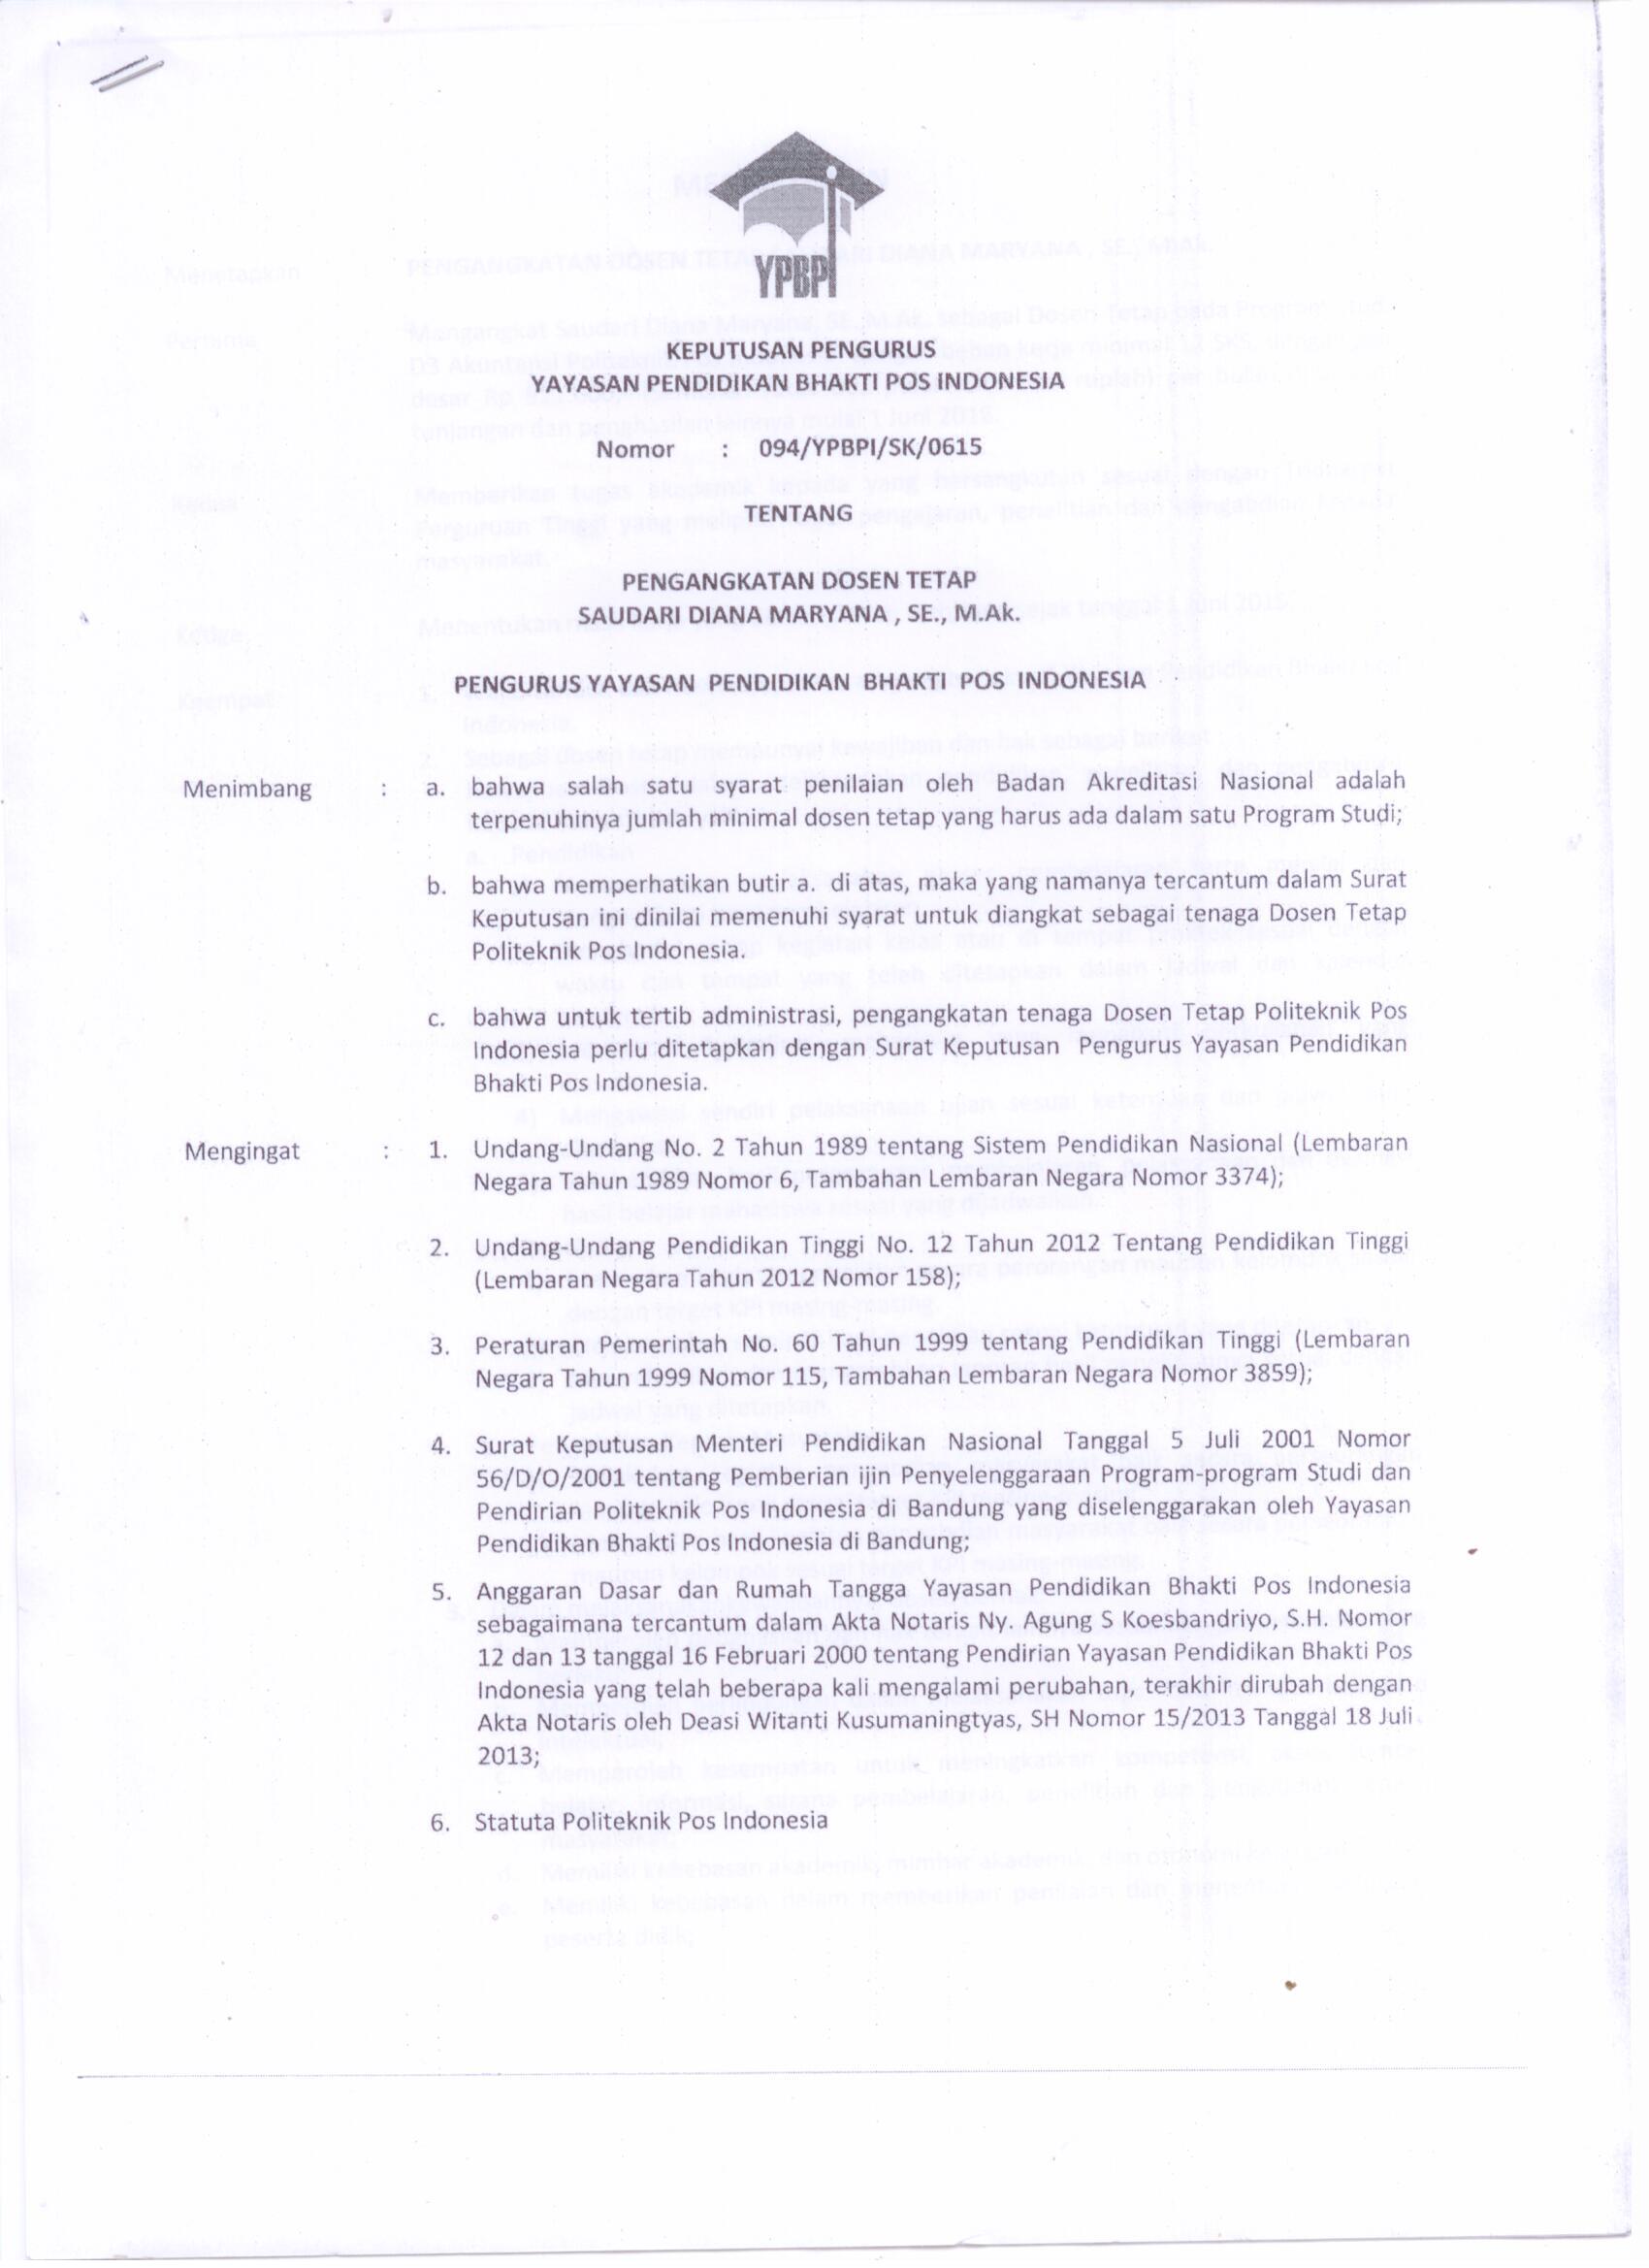 YPBPI
KEPUTUSAN PENGURUS
YAYASAN PENDIDIKAN BHAKTI POS INDONESIA
Nomor : 094/YPBPI/SK/0615
TENTANG
PENGANGKATAN DOSEN TETAP
SAUDARI DIANA MARYANA , SE., M.Ak.
PENGURUS YAYASAN PENDIDIKAN BHAKTI POS INDONESIA
Menimbang : a. bahwa salah satu syarat penilaian oleh Badan Akreditasi Nasional adalah
terpenuhinya jumlah minimal dosen tetap yang harus ada dalam satu Program Studi;
b. bahwa memperhatikan butir a. di atas, maka yang namanya tercantum dalam Surat
Keputusan ini dinilai memenuhi syarat untuk diangkat sebagai tenaga Dosen Tetap
Politeknik Pos Indonesia.
c. bahwa untuk tertib administrasi, pengangkatan tenaga Dosen Tetap Politeknik Pos
Indonesia perlu ditetapkan dengan Surat Keputusan Pengurus Yayasan Pendidikan
Bhakti Pos Indonesia.
Mengingat : 1. Undang-Undang No. 2 Tahun 1989 tentang Sistem Pendidikan Nasional (Lembaran
Negara Tahun 1989 Nomor 6, Tambahan Lembaran Negara Nomor 3374);
2. Undang-Undang Pendidikan Tinggi No. 12 Tahun 2012 Tentang Pendidikan Tinggi
(Lembaran Negara Tahun 2012 Nomor 158);
3. Peraturan Pemerintah No. 60 Tahun 1999 tentang Pendidikan Tinggi (Lembaran
Negara Tahun 1999 Nomor 115, Tambahan Lembaran Negara Nomor 3859);
4. Surat Keputusan Menteri Pendidikan Nasional Tanggal 5 Juli 2001 Nomor
56/D/O/2001 tentang Pemberian ijin Penyelenggaraan Program-program Studi dan
Pendirian Politeknik Pos Indonesia di Bandung yang diselenggarakan oleh Yayasan
Pendidikan Bhakti Pos Indonesia di Bandung;
5. Anggaran Dasar dan Rumah Tangga Yayasan Pendidikan Bhakti Pos Indonesia
sebagaimana tercantum dalam Akta Notaris Ny. Agung S Koesbandriyo, S.H. Nomor
12 dan 13 tanggal 16 Februari 2000 tentang Pendirian Yayasan Pendidikan Bhakti Pos
Indonesia yang telah beberapa kali mengalami perubahan, terakhir dirubah dengan
Akta Notaris oleh Deasi Witanti Kusumaningtyas, SH Nomor 15/2013 Tanggal 18 Juli
2013;
6. Statuta Politeknik Pos Indonesia